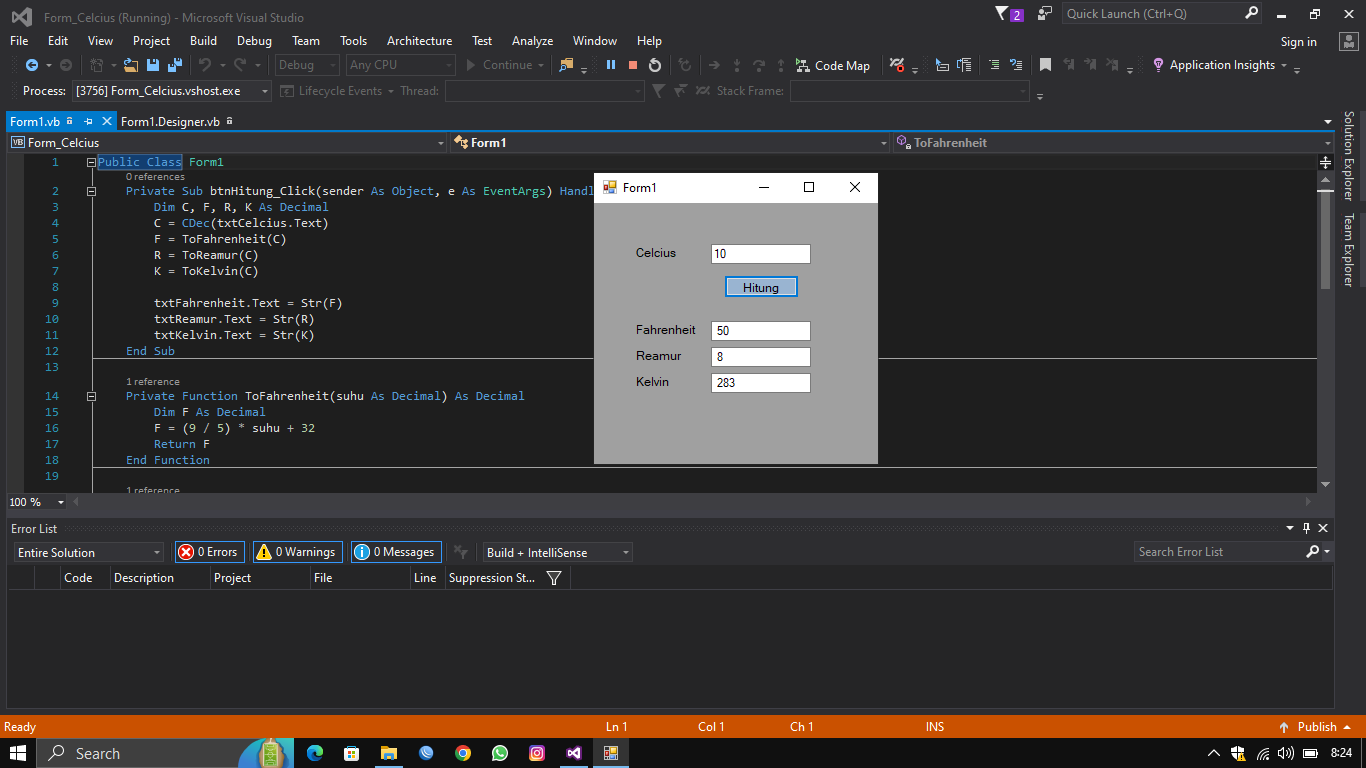 Form_Celcius (Running) - Microsoft Visual Studio
2
Quick Launch (Ctrl+Q)
File Edit View Project Build Debug Team Tools Architecture Test Analyze Window Help
Sign in
Debug Any CPU Continue Code Map Application Insights
Process: [3756] Form_Celcius.vshost.exe Lifecycle Events Thread: Stack Frame:
Form1.vb Form1.Designer.vb
VB Form_Celcius Form1 ToFahrenheit
1 Public Class Form1
0 references
2 Private Sub btnHitung_Click(sender As Object, e As EventArgs) Handl
3 Dim C, F, R, K As Decimal
4 C = CDec(txtCelcius.Text)
5 F = ToFahrenheit(C)
6 R = ToReamur(C)
7 K = ToKelvin(C)
8
9 txtFahrenheit.Text = Str(F)
10 txtReamur.Text = Str(R)
11 txtKelvin.Text = Str(K)
12 End Sub
13
1 reference
14 Private Function ToFahrenheit(suhu As Decimal) As Decimal
15 Dim F As Decimal
16 F = (9 / 5) * suhu + 32
17 Return F
18 End Function
19
1 reference
100 %
Form1
Celcius 10
Hitung
Fahrenheit 50
Reamur 8
Kelvin 283
Solution Explorer
Team Explorer
Error List
Entire Solution 0 Errors 0 Warnings 0 Messages Build + IntelliSense Search Error List
Code Description Project File Line Suppression St...
Ready Ln 1 Col 1 Ch 1 INS Publish
Search
8:24